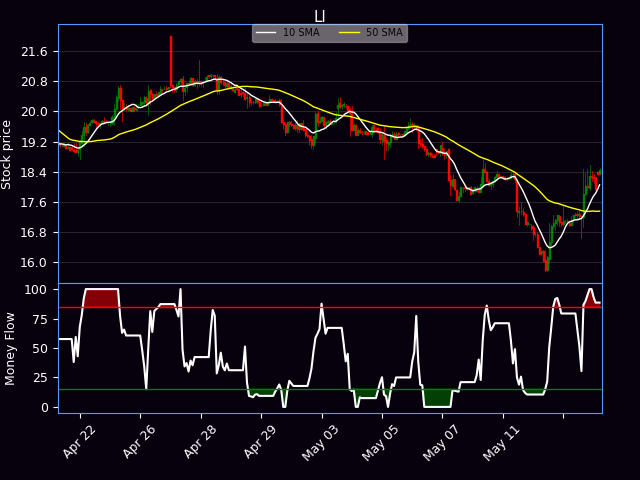 LI
10 SMA 50 SMA
Stock price
21.6
20.8
20.0
19.2
18.4
17.6
16.8
16.0
Money Flow
100
75
50
25
0
Apr 22 Apr 26 Apr 28 Apr 29 May 03 May 05 May 07 May 11